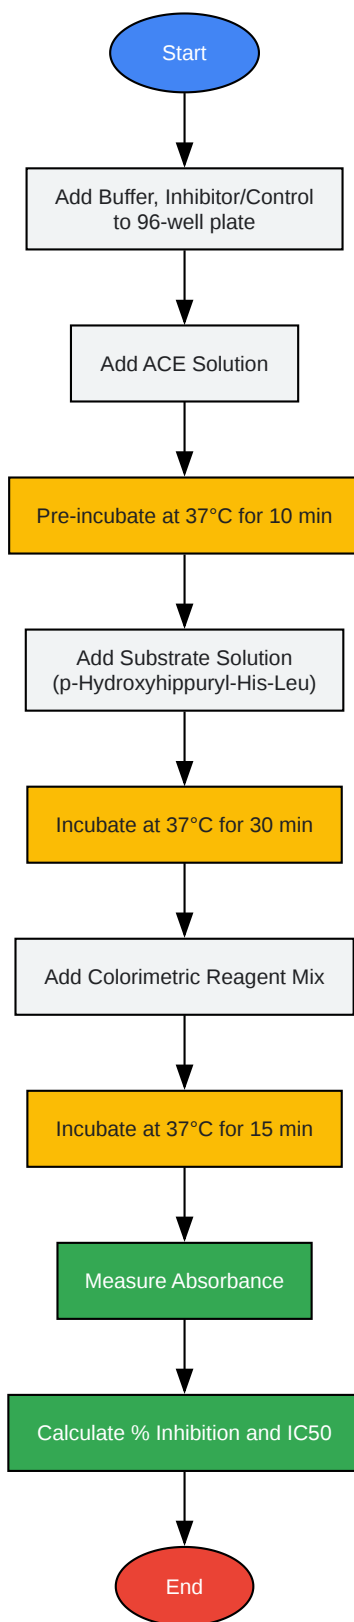 Start
Add Buffer, Inhibitor/Control
to 96-well plate
Add ACE Solution
Pre-incubate at 37°C for 10 min
Add Substrate Solution
(p-Hydroxyhippuryl-His-Leu)
Incubate at 37°C for 30 min
Add Colorimetric Reagent Mix
Incubate at 37°C for 15 min
Measure Absorbance
Calculate % Inhibition and IC50
End